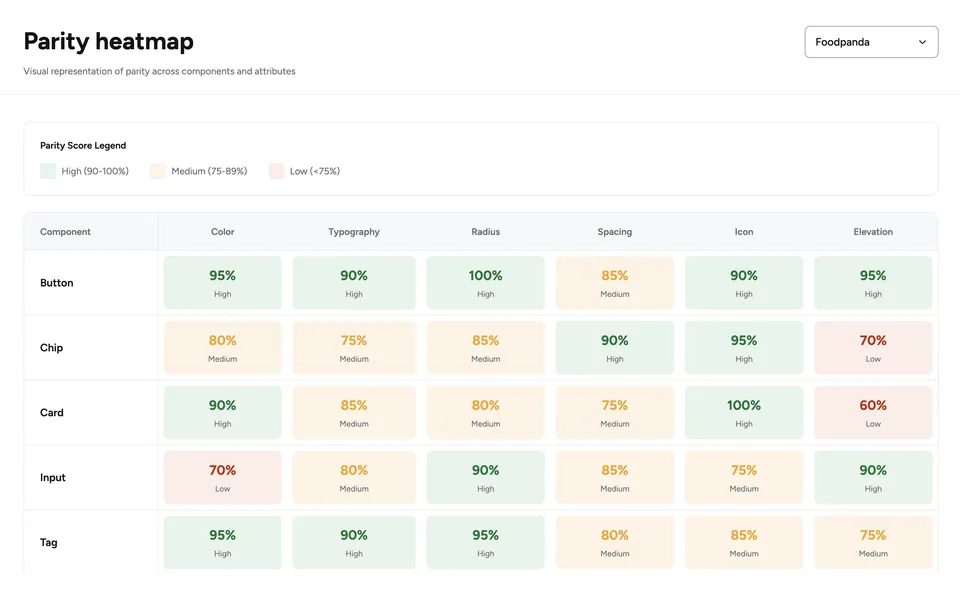 Parity heatmap
Foodpanda
Visual representation of parity across components and attributes
Parity Score Legend
High (90-100%) Medium (75-89%) Low (<75%)
Component Color Typography Radius Spacing Icon Elevation
Button 95% 90% 100% 85% 90% 95%
High High High Medium High High
Chip 80% 75% 85% 90% 95% 70%
Medium Medium Medium High High Low
Card 90% 85% 80% 75% 100% 60%
High Medium Medium Medium High Low
Input 70% 80% 90% 85% 75% 90%
Low Medium High Medium Medium High
Tag 95% 90% 95% 80% 85% 75%
High High High Medium Medium Medium